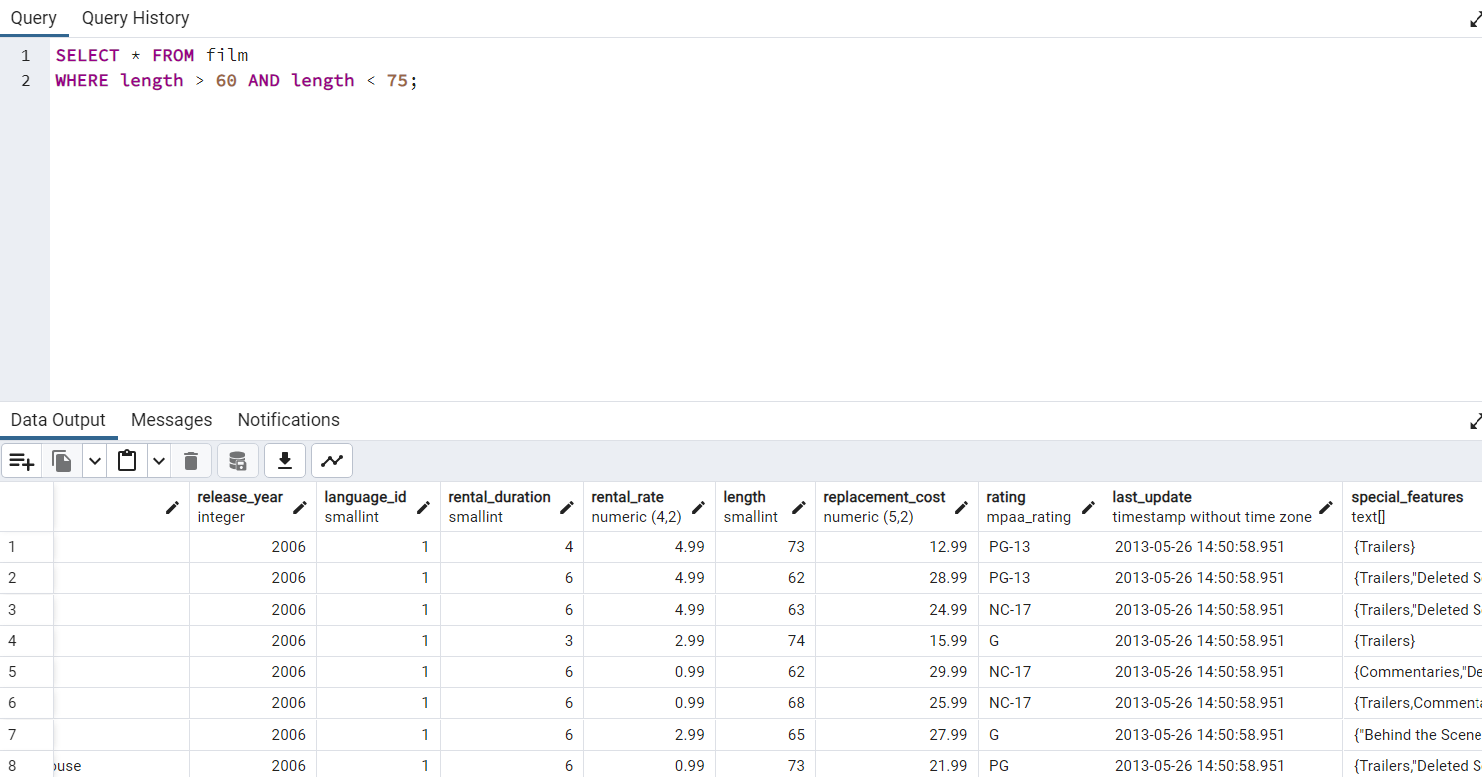 Query Query History
1 SELECT * FROM film
2 WHERE length > 60 AND length < 75;
Data Output Messages Notifications
release_year language_id rental_duration rental_rate length replacement_cost rating last_update special_features
integer smallint smallint numeric (4,2) smallint numeric (5,2) mpaa_rating timestamp without time zone text[]
1 2006 1 4 4.99 73 12.99 PG-13 2013-05-26 14:50:58.951 {Trailers}
2 2006 1 6 4.99 62 28.99 PG-13 2013-05-26 14:50:58.951 {Trailers,"Deleted S
3 2006 1 6 4.99 63 24.99 NC-17 2013-05-26 14:50:58.951 {Trailers,"Deleted S
4 2006 1 3 2.99 74 15.99 G 2013-05-26 14:50:58.951 {Trailers}
5 2006 1 6 0.99 62 29.99 NC-17 2013-05-26 14:50:58.951 {Commentaries,"De
6 2006 1 6 0.99 68 25.99 NC-17 2013-05-26 14:50:58.951 {Trailers,Comment
7 2006 1 6 2.99 65 27.99 G 2013-05-26 14:50:58.951 {"Behind the Scene
8 ouse 2006 1 6 0.99 73 21.99 PG 2013-05-26 14:50:58.951 {Trailers,"Deleted S